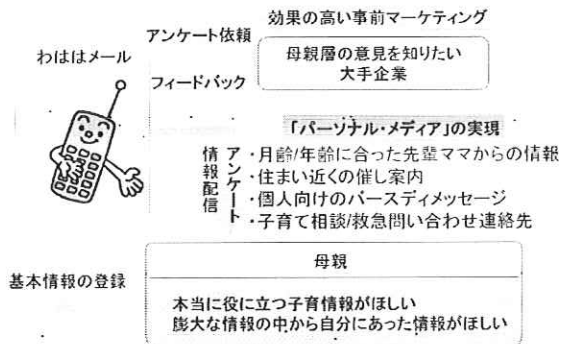 効果の高い事前マーケティング
アンケート依頼
わははメール
母親層の意見を知りたい
大手企業
フィードバック
「パーソナル・メディア」の実現
情報配信
アンケート
・月齢/年齢に合った先輩ママからの情報
・住まい近くの催し案内
・個人向けのバースディメッセージ
・子育て相談/救急問い合わせ連絡先
母親
基本情報の登録
本当に役に立つ子育情報がほしい
膨大な情報の中から自分にあった情報がほしい